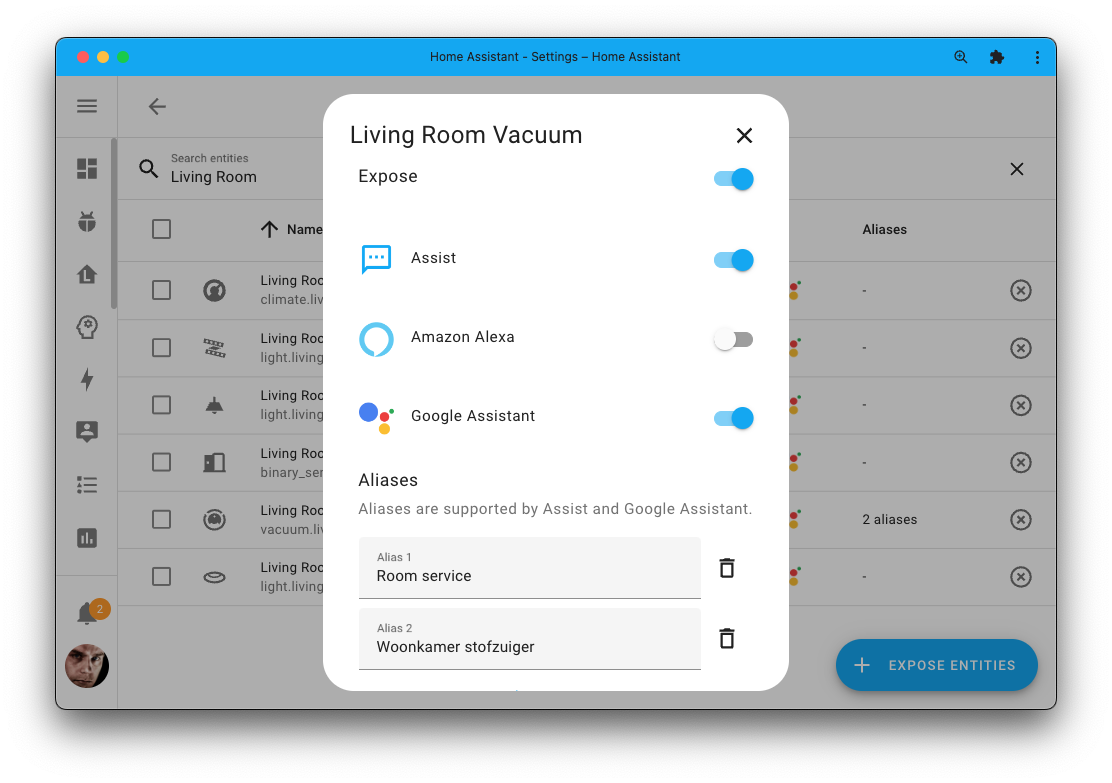 Home Assistant - Settings – Home Assistant
Living Room Vacuum
Search entities
Living Room
Expose
Name
Aliases
Assist
Living Roo
climate.liv
-
Amazon Alexa
Living Roo
light.living
-
Living Roo
light.living
-
Google Assistant
Living Roo
binary_sen
-
Aliases
Aliases are supported by Assist and Google Assistant.
Living Roo
vacuum.liv
2 aliases
Alias 1
Room service
Living Roo
light.living
-
2
Alias 2
Woonkamer stofzuiger
EXPOSE ENTITIES